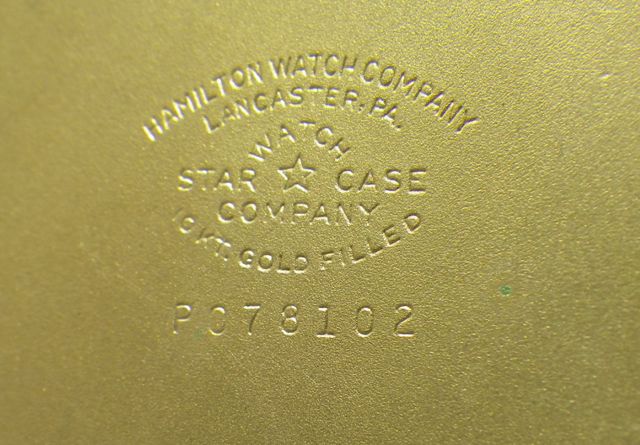 HAMILTON WATCH COMPANY
LANCASTER, PA.
WATCH
STAR ☆ CASE
COMPANY
10 KT. GOLD FILLED
P078102